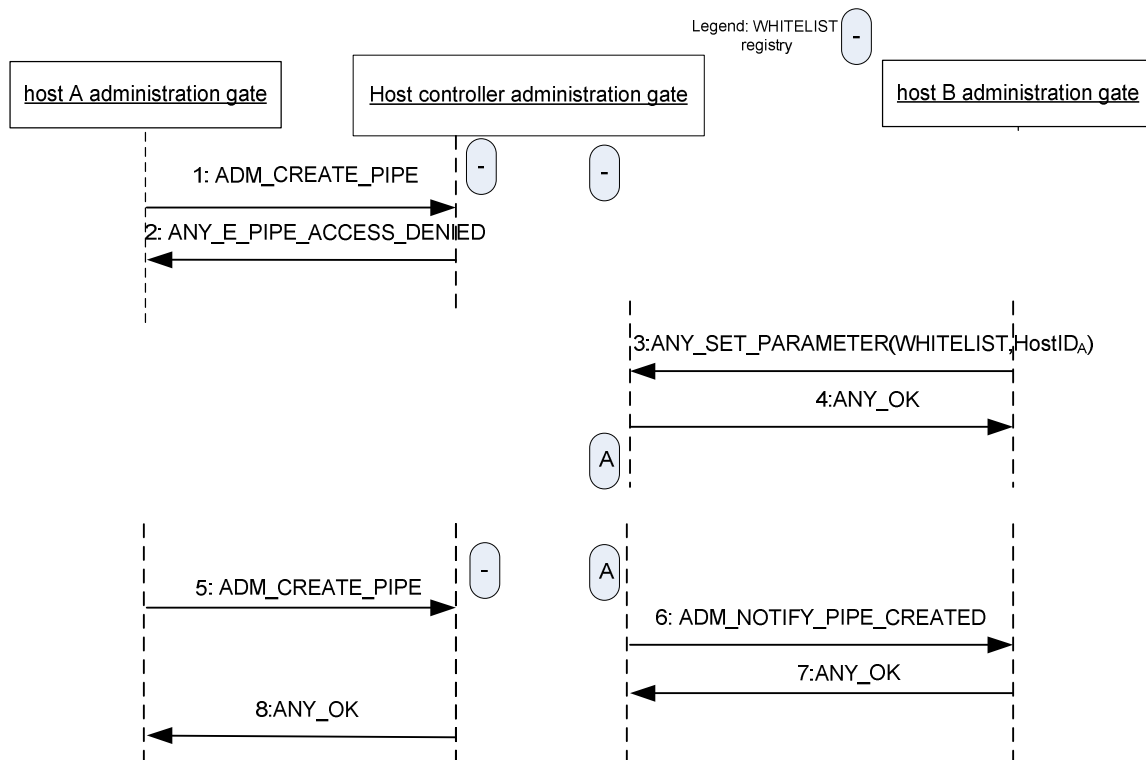 Legend: WHITELIST
registry
-
host A administration gate
Host controller administration gate
host B administration gate
-
-
1: ADM_CREATE_PIPE
2: ANY_E_PIPE_ACCESS_DENIED
3:ANY_SET_PARAMETER(WHITELIST,HostIDA)
4:ANY_OK
A
-
A
5: ADM_CREATE_PIPE
6: ADM_NOTIFY_PIPE_CREATED
7:ANY_OK
8:ANY_OK